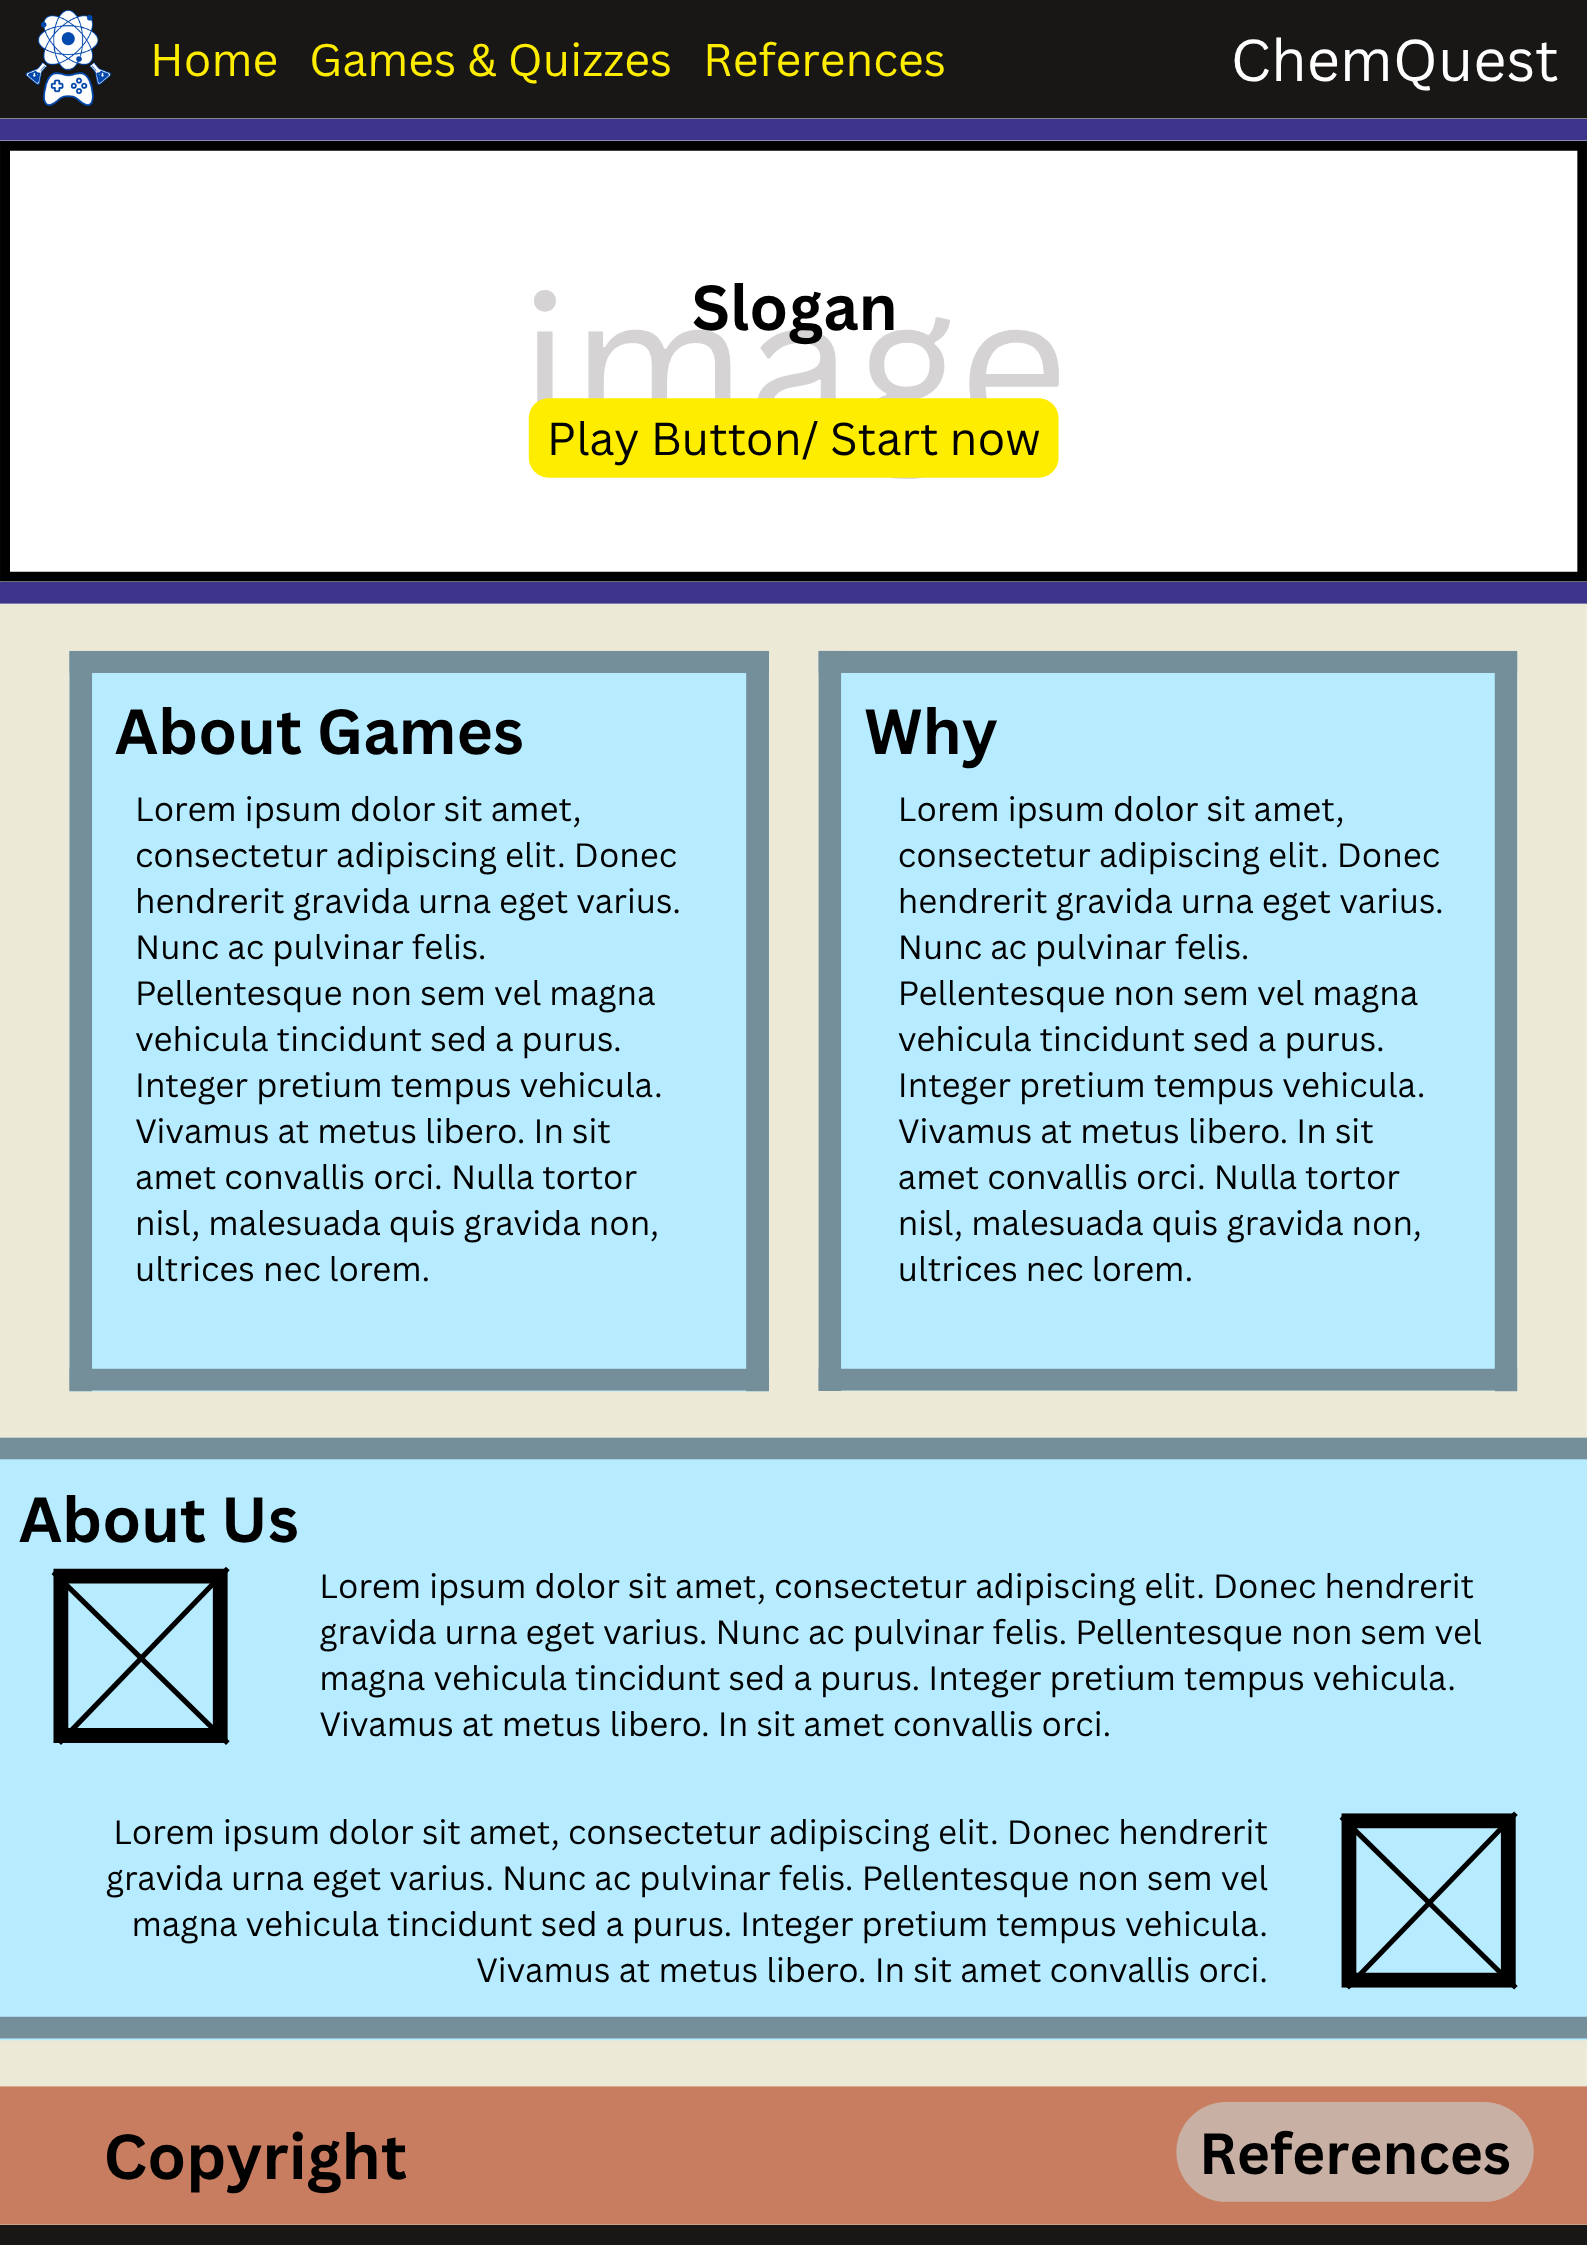 Home Games & Quizzes References ChemQuest
Slogan
image
Play Button/ Start now
About Games
Lorem ipsum dolor sit amet,
consectetur adipiscing elit. Donec
hendrerit gravida urna eget varius.
Nunc ac pulvinar felis.
Pellentesque non sem vel magna
vehicula tincidunt sed a purus.
Integer pretium tempus vehicula.
Vivamus at metus libero. In sit
amet convallis orci. Nulla tortor
nisl, malesuada quis gravida non,
ultrices nec lorem.
Why
Lorem ipsum dolor sit amet,
consectetur adipiscing elit. Donec
hendrerit gravida urna eget varius.
Nunc ac pulvinar felis.
Pellentesque non sem vel magna
vehicula tincidunt sed a purus.
Integer pretium tempus vehicula.
Vivamus at metus libero. In sit
amet convallis orci. Nulla tortor
nisl, malesuada quis gravida non,
ultrices nec lorem.
About Us
Lorem ipsum dolor sit amet, consectetur adipiscing elit. Donec hendrerit
gravida urna eget varius. Nunc ac pulvinar felis. Pellentesque non sem vel
magna vehicula tincidunt sed a purus. Integer pretium tempus vehicula.
Vivamus at metus libero. In sit amet convallis orci.
Lorem ipsum dolor sit amet, consectetur adipiscing elit. Donec hendrerit
gravida urna eget varius. Nunc ac pulvinar felis. Pellentesque non sem vel
magna vehicula tincidunt sed a purus. Integer pretium tempus vehicula.
Vivamus at metus libero. In sit amet convallis orci.
Copyright References